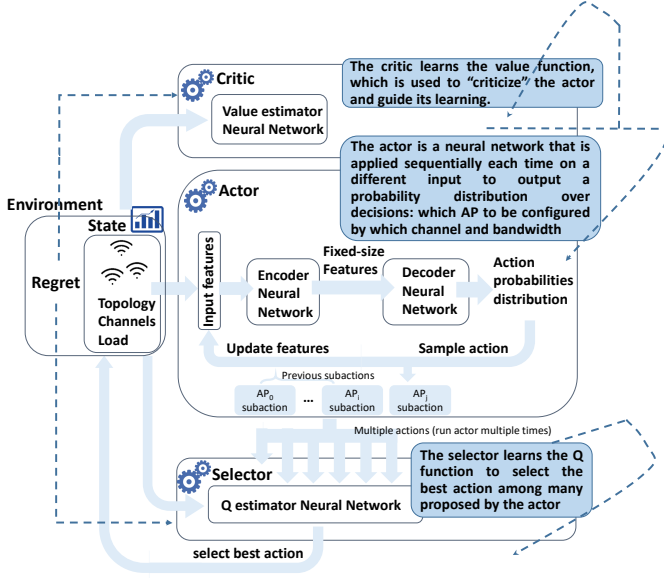 The critic learns the value function,
which is used to “criticize” the actor
and guide its learning.
Critic
Value estimator
Neural Network
The actor is a neural network that is
applied sequentially each time on a
different input to output a
probability distribution over
decisions: which AP to be configured
by which channel and bandwidth
Actor
Environment
State
Regret
Topology
Channels
Load
Input features
Encoder
Neural
Network
Fixed-size
Features
Decoder
Neural
Network
Action
probabilities
distribution
Update features
Sample action
Previous subactions
AP0
subaction
...
APi
subaction
APj
subaction
Multiple actions (run actor multiple times)
Selector
Q estimator Neural Network
The selector learns the Q
function to select the
best action among many
proposed by the actor
select best action